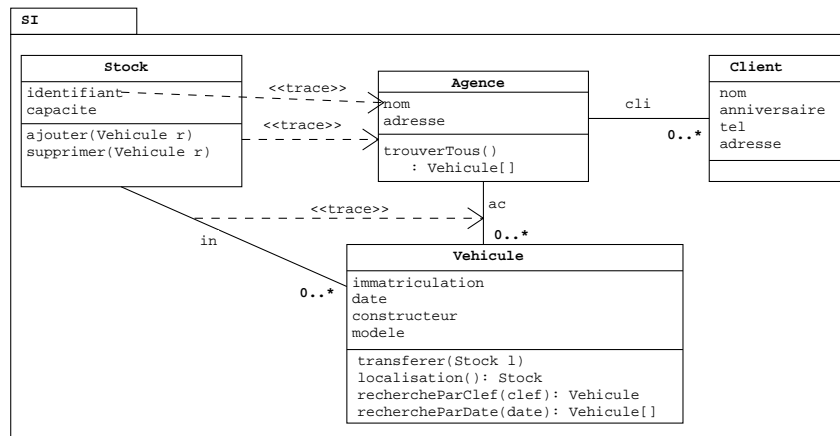 SI
Stock
identifiant
capacite
ajouter(Vehicule r)
supprimer(Vehicule r)
<<trace>>
<<trace>>
Agence
nom
adresse
trouverTous()
: Vehicule[]
cli
0..*
Client
nom
anniversaire
tel
adresse
<<trace>>
in
0..*
ac
0..*
Vehicule
immatriculation
date
constructeur
modele
transferer(Stock l)
localisation(): Stock
rechercheParClef(clef): Vehicule
rechercheParDate(date): Vehicule[]